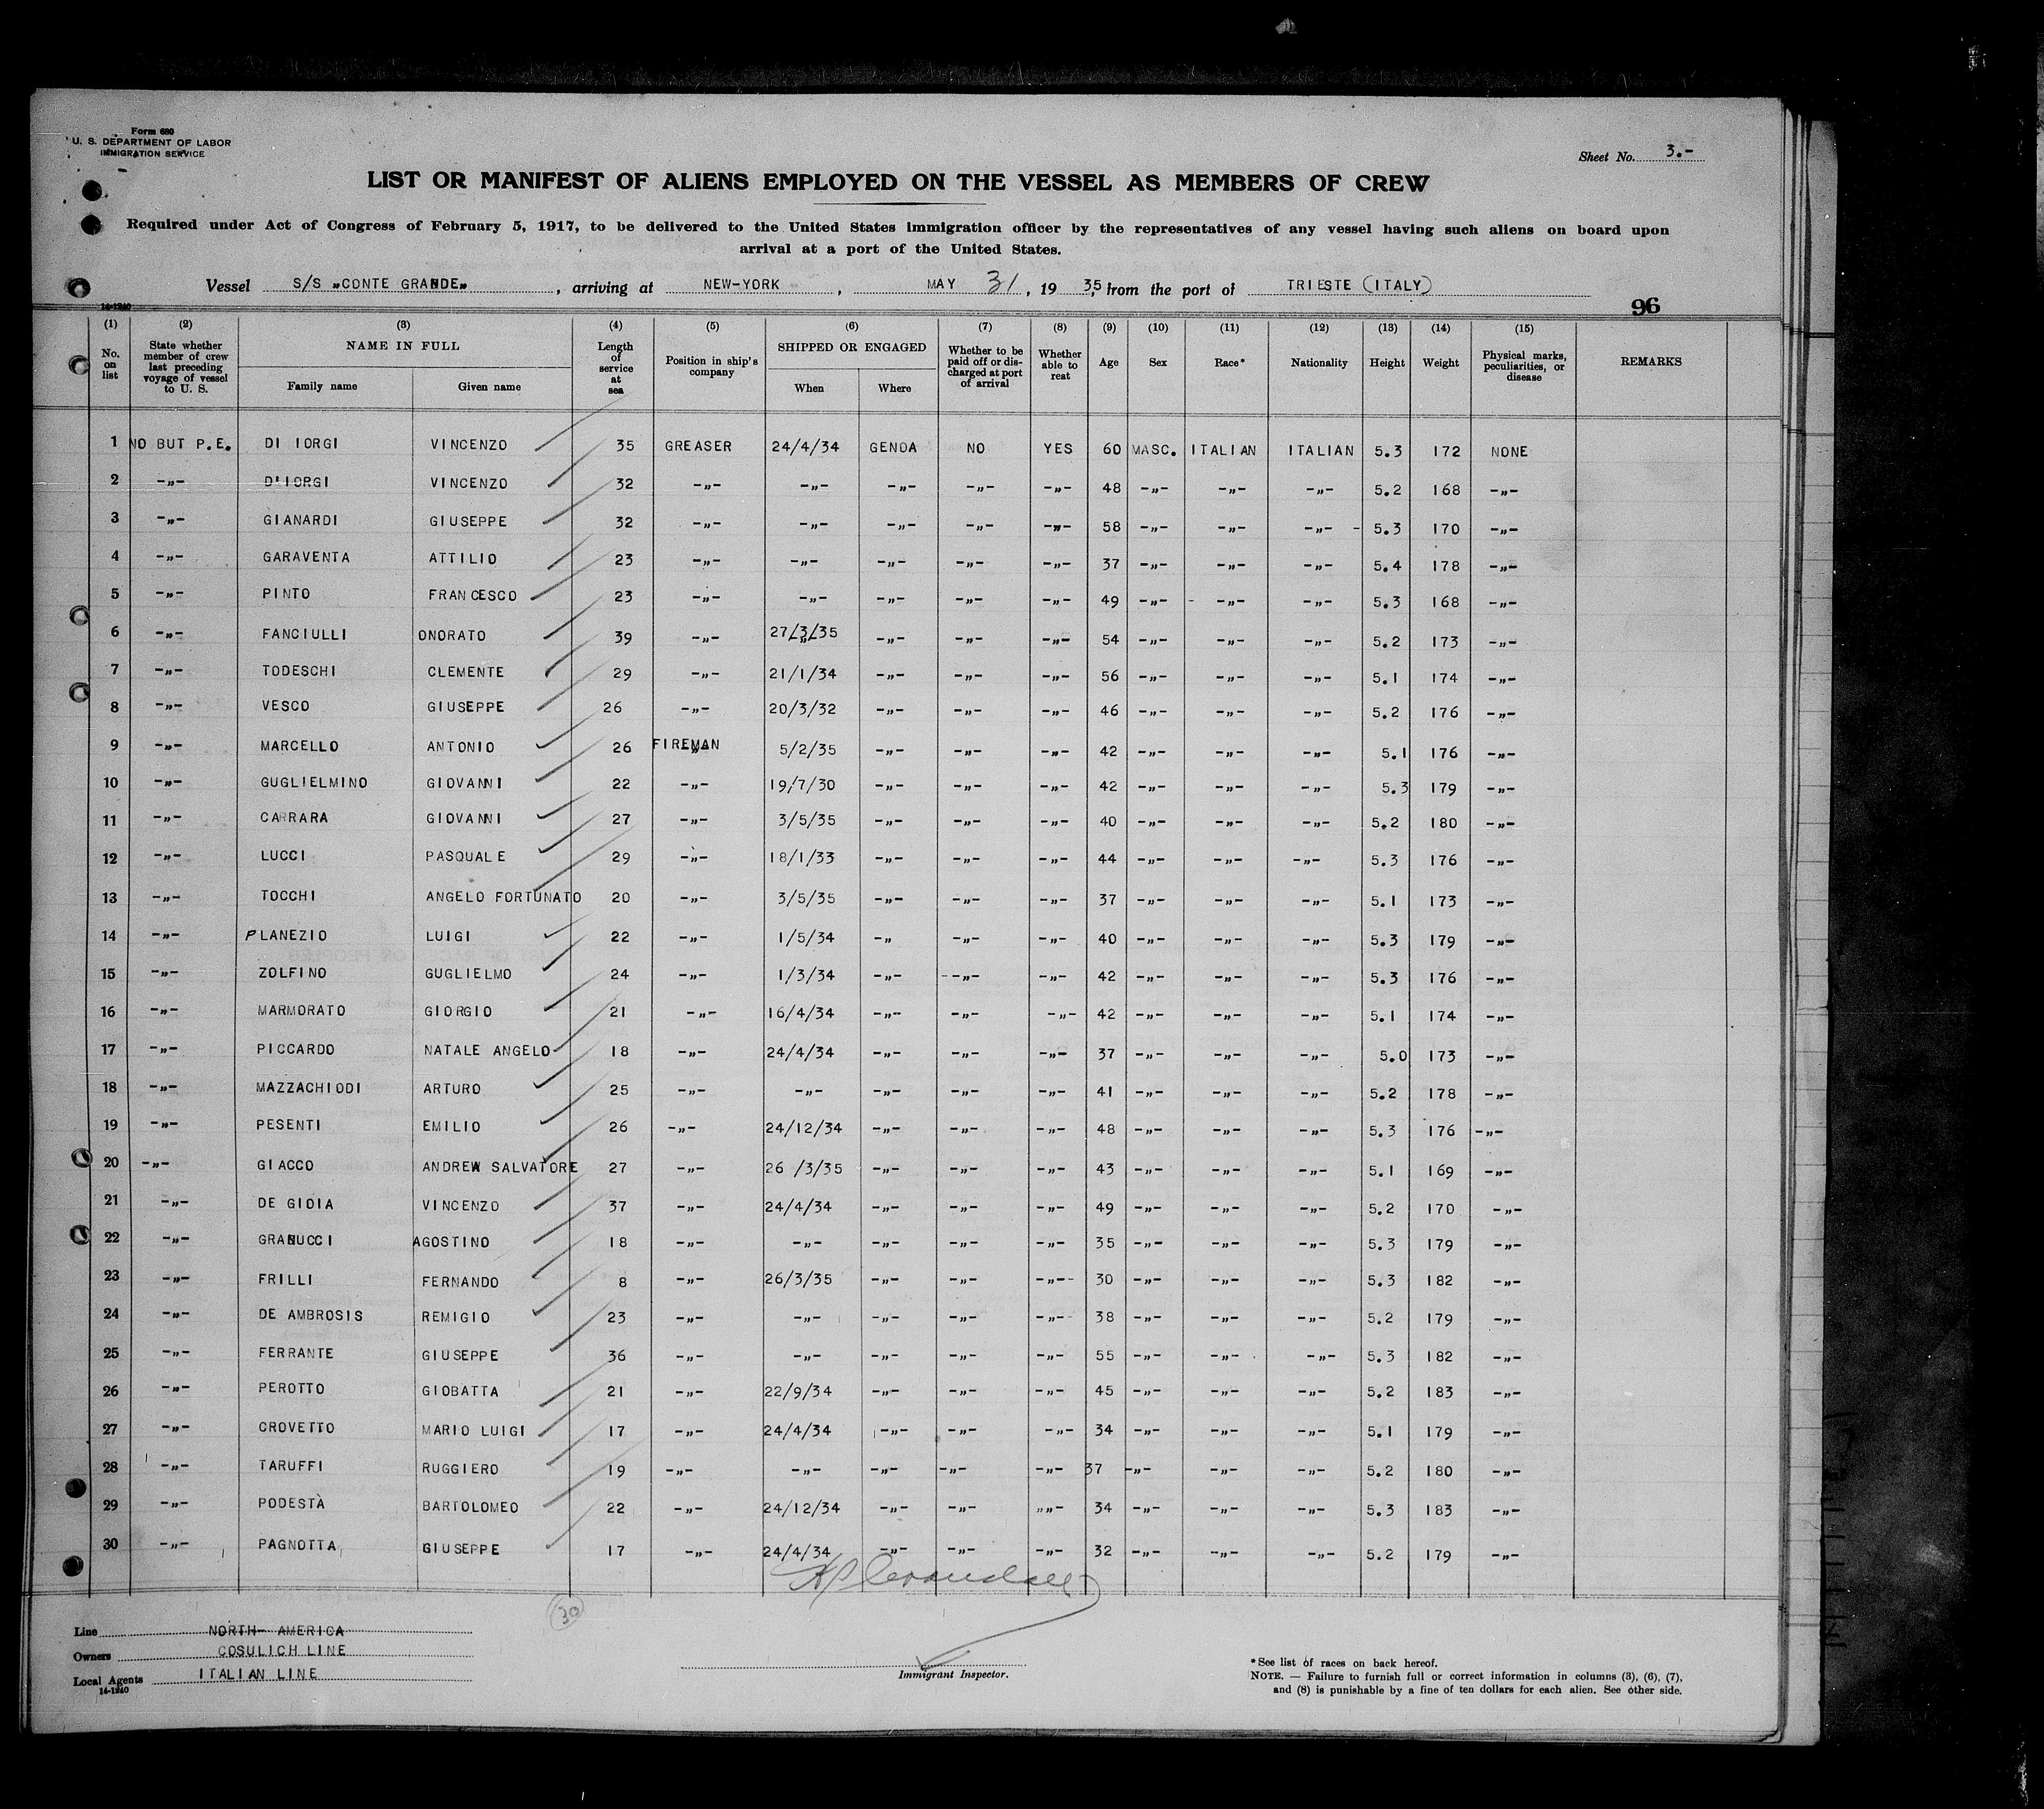 Form 680
U. S. DEPARTMENT OF LABOR
IMMIGRATION SERVICE
Sheet No. 3.-
LIST OR MANIFEST OF ALIENS EMPLOYED ON THE VESSEL AS MEMBERS OF CREW
Required under Act of Congress of February 5, 1917, to be delivered to the United States immigration officer by the representatives of any vessel having such aliens on board upon
arrival at a port of the United States.
Vessel S/S „CONTE GRANDE„ , arriving at NEW-YORK , MAY 31 , 19 35, from the port of TRIESTE (ITALY)
14-1240
96
(1) (2) (3) (4) (5) (6) (7) (8) (9) (10) (11) (12) (13) (14) (15)
No. on list State whether member of crew last preceding voyage of vessel to U. S. NAME IN FULL Family name Given name Length of service at sea Position in ship's company SHIPPED OR ENGAGED When Where Whether to be paid off or discharged at port of arrival Whether able to reat Age Sex Race* Nationality Height Weight Physical marks, peculiarities, or disease REMARKS
1 NO BUT P.E. DI IORGI VINCENZO 35 GREASER 24/4/34 GENOA NO YES 60 MASC. ITALIAN ITALIAN 5.3 172 NONE
2 -„- D'IORGI VINCENZO 32 -„- -„- -„- -„- -„- 48 -„- -„- -„- 5.2 168 -„-
3 -„- GIANARDI GIUSEPPE 32 -„- -„- -„- -„- -„- 58 -„- -„- -„- - 5.3 170 -„-
4 -„- GARAVENTA ATTILIO 23 -„- -„- -„- -„- -„- 37 -„- -„- -„- 5.4 178 -„-
5 -„- PINTO FRANCESCO 23 -„- -„- -„- -„- -„- 49 -„- -„- -„- 5.3 168 -„-
6 -„- FANCIULLI ONORATO 39 -„- 27/3/35 -„- -„- -„- 54 -„- -„- -„- 5.2 173 -„-
7 -„- TODESCHI CLEMENTE 29 -„- 21/1/34 -„- -„- -„- 56 -„- -„- -„- 5.1 174 -„-
8 -„- VESCO GIUSEPPE 26 -„- 20/3/32 -„- -„- -„- 46 -„- -„- -„- 5.2 176 -„-
9 -„- MARCELLO ANTONIO 26 FIREMAN 5/2/35 -„- -„- -„- 42 -„- -„- -„- 5.1 176 -„-
10 -„- GUGLIELMINO GIOVANNI 22 -„- 19/7/30 -„- -„- -„- 42 -„- -„- -„- 5.3 179 -„-
11 -„- CARRARA GIOVANNI 27 -„- 3/5/35 -„- -„- -„- 40 -„- -„- -„- 5.2 180 -„-
12 -„- LUCCI PASQUALE 29 -„- 18/1/33 -„- -„- -„- 44 -„- -„- -„- 5.3 176 -„-
13 -„- TOCCHI ANGELO FORTUNATO 20 -„- 3/5/35 -„- -„- -„- 37 -„- -„- -„- 5.1 173 -„-
14 -„- PLANEZIO LUIGI 22 -„- 1/5/34 -„ -„- -„- 40 -„- -„- -„- 5.3 179 -„-
15 -„- ZOLFINO GUGLIELMO 24 -„- 1/3/34 -„- --„- -„- 42 -„- -„- -„- 5.3 176 -„-
16 -„- MARMORATO GIORGIO 21 -„- 16/4/34 -„- -„- -„- 42 -„- -„- -„- 5.1 174 -„-
17 -„- PICCARDO NATALE ANGELO 18 -„- 24/4/34 -„- -„- -„- 37 -„- -„- -„- 5.0 173 -„-
18 -„- MAZZACHIODI ARTURO 25 -„- -„- -„- -„- -„- 41 -„- -„- -„- 5.2 178 -„-
19 -„- PESENTI EMILIO 26 -„- 24/12/34 -„- -„- -„- 48 -„- -„- -„- 5.3 176 -„-
20 -„- GIACCO ANDREW SALVATORE 27 -„- 26 /3/35 -„- -„- -„- 43 -„- -„- -„- 5.1 169 -„-
21 -„- DE GIOIA VINCENZO 37 -„- 24/4/34 -„- -„- -„- 49 -„- -„- -„- 5.2 170 -„-
22 -„- GRANUCCI AGOSTINO 18 -„- -„- -„- -„- -„- 35 -„- -„- -„- 5.3 179 -„-
23 -„- FRILLI FERNANDO 8 -„- 26/3/35 -„- -„- -„-- 30 -„- -„- -„- 5.3 182 -„-
24 -„- DE AMBROSIS REMIGIO 23 -„- -„- -„- -„- -„- 38 -„- -„- -„- 5.2 179 -„-
25 -„- FERRANTE GIUSEPPE 36 -„- -„- -„- -„- -„- 55 -„- -„- -„- 5.3 182 -„-
26 -„- PEROTTO GIOBATTA 21 -„- 22/9/34 -„- -„- -„- 45 -„- -„- -„- 5.2 183 -„-
27 -„- CROVETTO MARIO LUIGI 17 -„- 24/4/34 -„- -„- -„- 34 -„- -„- -„- 5.1 179 -„-
28 -„- TARUFFI RUGGIERO 19 -„- -„- -„- -„- -„- 37 -„- -„- -„- 5.2 180 -„-
29 -„- PODESTÀ BARTOLOMEO 22 -„- 24/12/34 -„- -„- „„- 34 -„- -„- -„- 5.3 183 -„-
30 -„- PAGNOTTA GIUSEPPE 17 -„- 24/4/34 -„- -„- -„- 32 -„- -„- -„- 5.2 179 -„-
30
Line NORTH- AMERICA
Owners COSULICH LINE
Local Agents ITALIAN LINE
14-1240
Immigrant Inspector.
*See list of races on back hereof.
NOTE. — Failure to furnish full or correct information in columns (3), (6), (7),
and (8) is punishable by a fine of ten dollars for each alien. See other side.